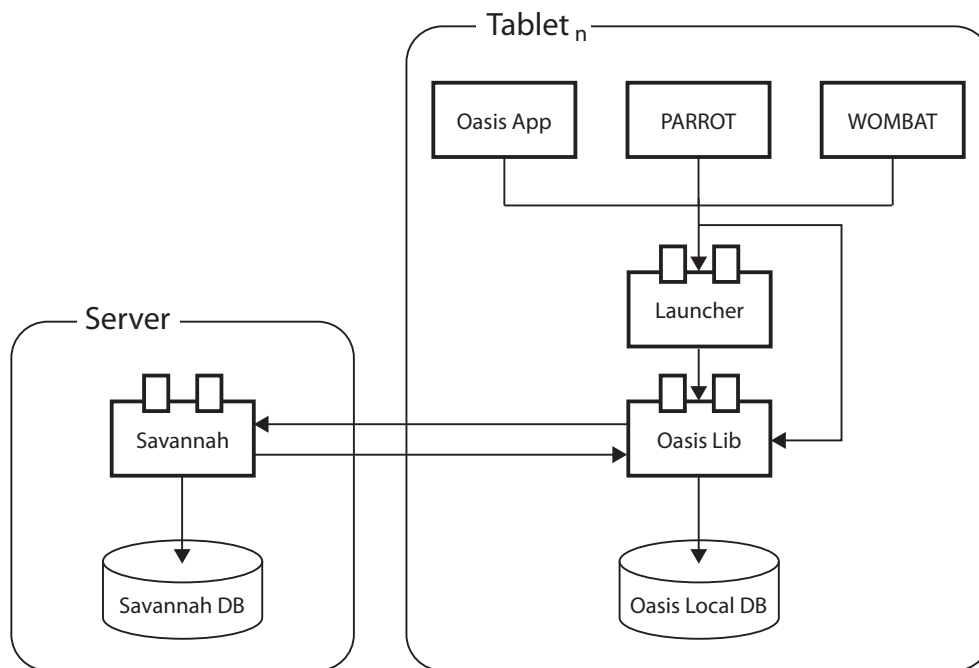 Tablet n
Oasis App
PARROT
WOMBAT
Launcher
Server
Savannah
Oasis Lib
Savannah DB
Oasis Local DB